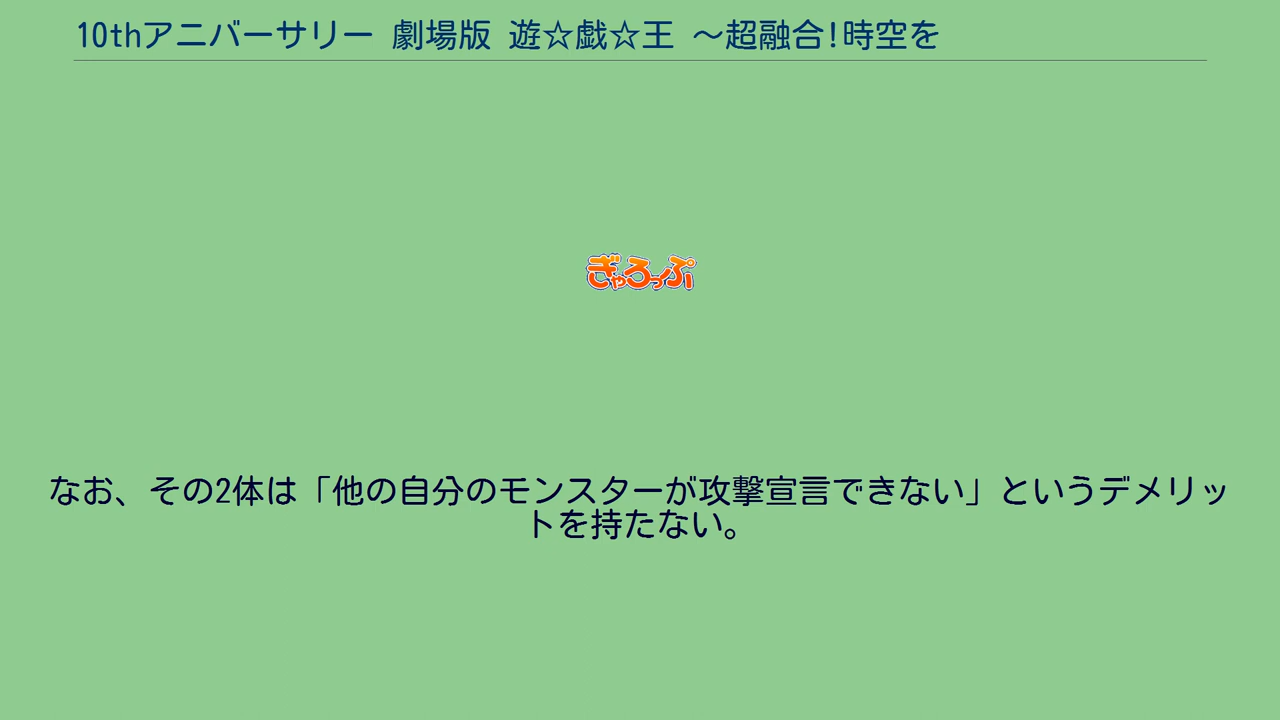 10thアニバーサリー 劇場版 遊☆戯☆王 ～超融合!時空を
ぎゃろっぷ
なお、その2体は「他の自分のモンスターが攻撃宣言できない」というデメリッ
トを持たない。